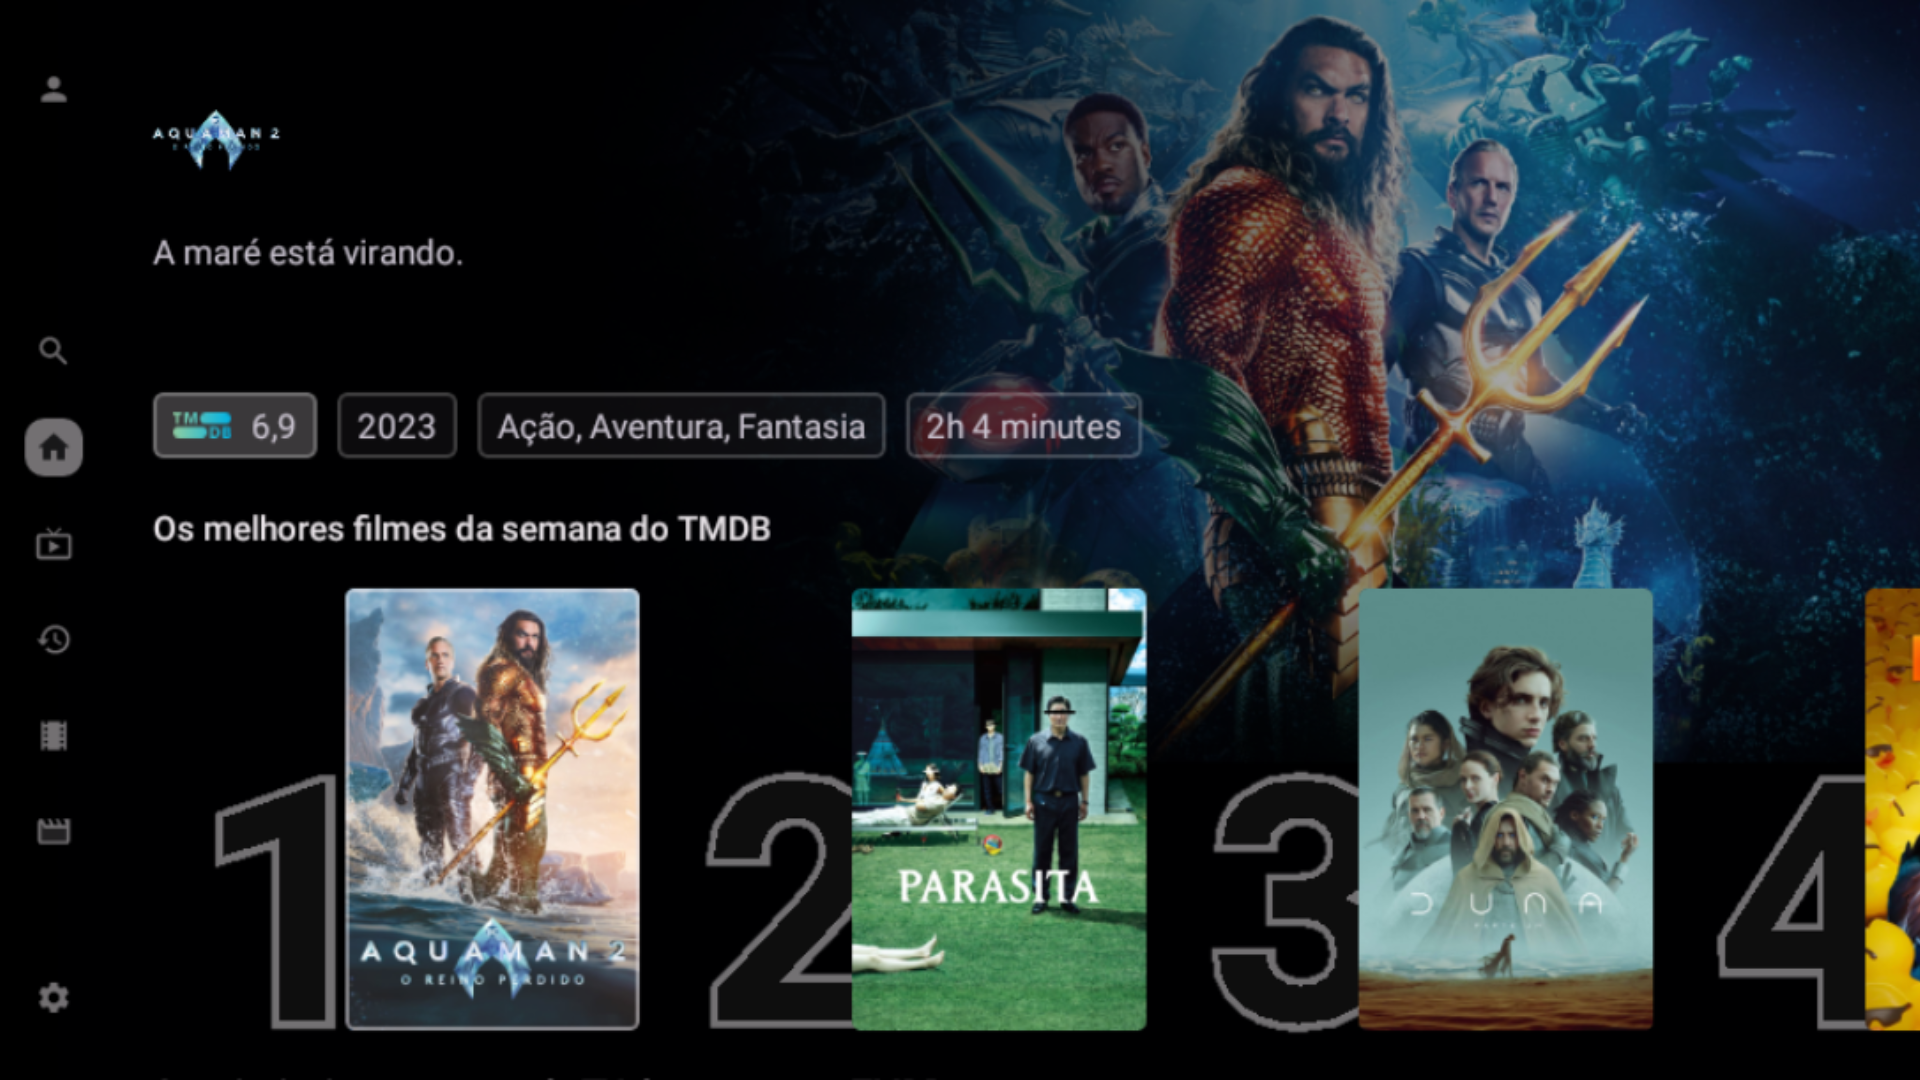 AQUAMAN 2
A maré está virando.
TMDB 6,9
2023
Ação, Aventura, Fantasia
2h 4 minutes
Os melhores filmes da semana do TMDB
1
AQUAMAN 2
O REINO PERDIDO
2
PARASITA
3
DUNA
4